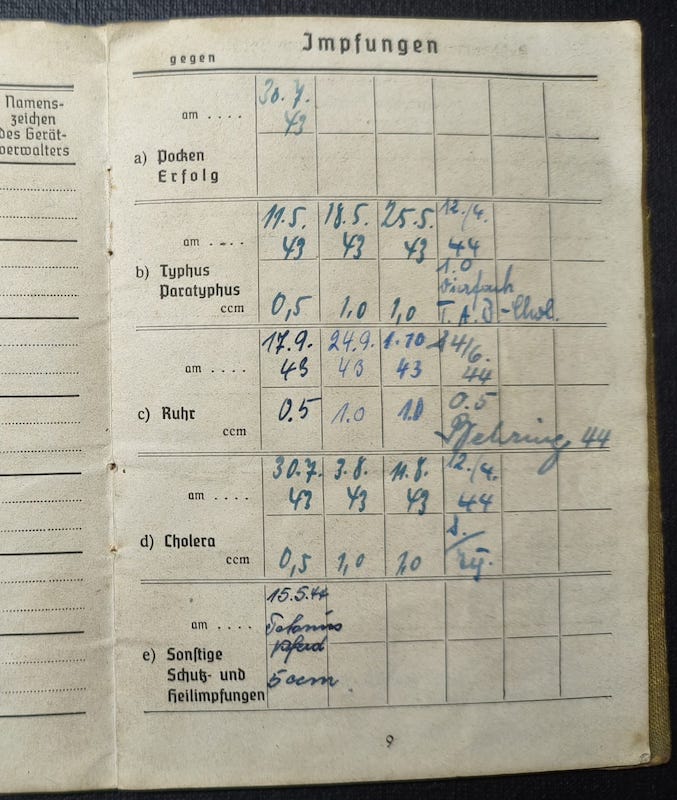 Namens-
zeichen
des Gerät-
verwalters
Impfungen
gegen
30.7.
am . . . .
43
a) Pocken
Erfolg
11.5. 18.5. 25.5. 12./4.
am . . . . 43 43 43 44
1.0
b) Typhus vierfach
Paratyphus
ccm 0,5 1,0 1,0 T. A. B -Chol.
17.9. 24.9. 1.10 14/6.
am . . . . 43 43 43 44
c) Ruhr 0.5 1.0 1.0 0.5
ccm
44
30.7. 3.8. 11.8. 12./4.
am . . . . 43 43 43 44
d) Cholera
ccm 0,5 1,0 1,0
15.5.44
am . . . . Tetanus
Pferd
e) Sonstige
Schutz- und 5 ccm
Heilimpfungen
9